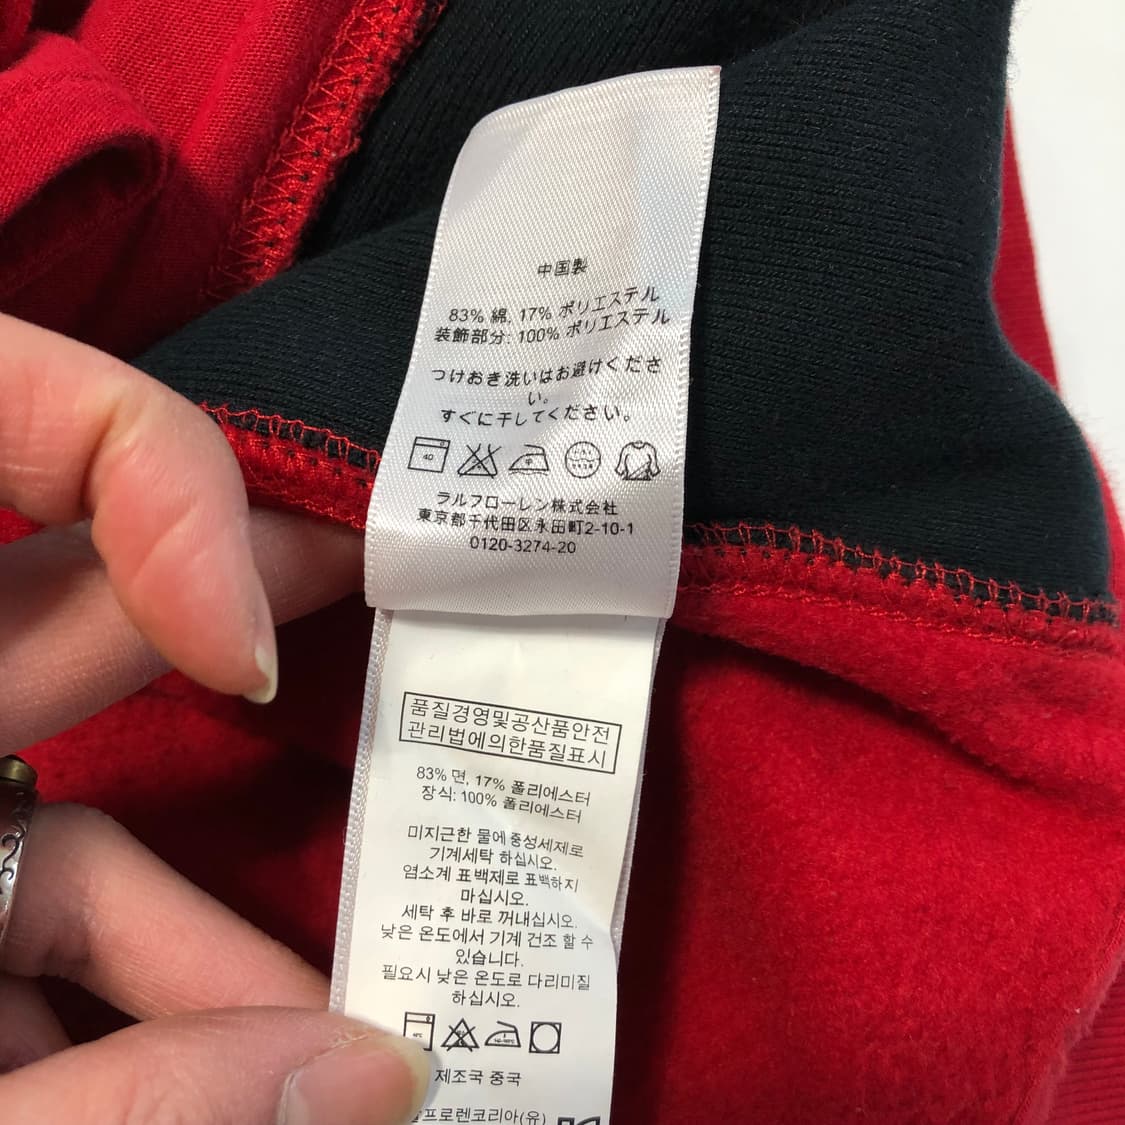 中国製
83% 綿, 17% ポリエステル
装飾部分: 100% ポリエステル
つけおき洗いはお避けくださ
い。
すぐに干してください。
40
中
ラルフローレン株式会社
東京都千代田区永田町2-10-1
0120-3274-20
품질경영및공산품안전
관리법에의한품질표시
83% 면, 17% 폴리에스터
장식: 100% 폴리에스터
미지근한 물에 중성세제로
기계세탁 하십시오.
염소계 표백제로 표백하지
마십시오.
세탁 후 바로 꺼내십시오.
낮은 온도에서 기계 건조 할 수
있습니다.
필요시 낮은 온도로 다리미질
하십시오.
제조국 중국
프로렌코리아(유)